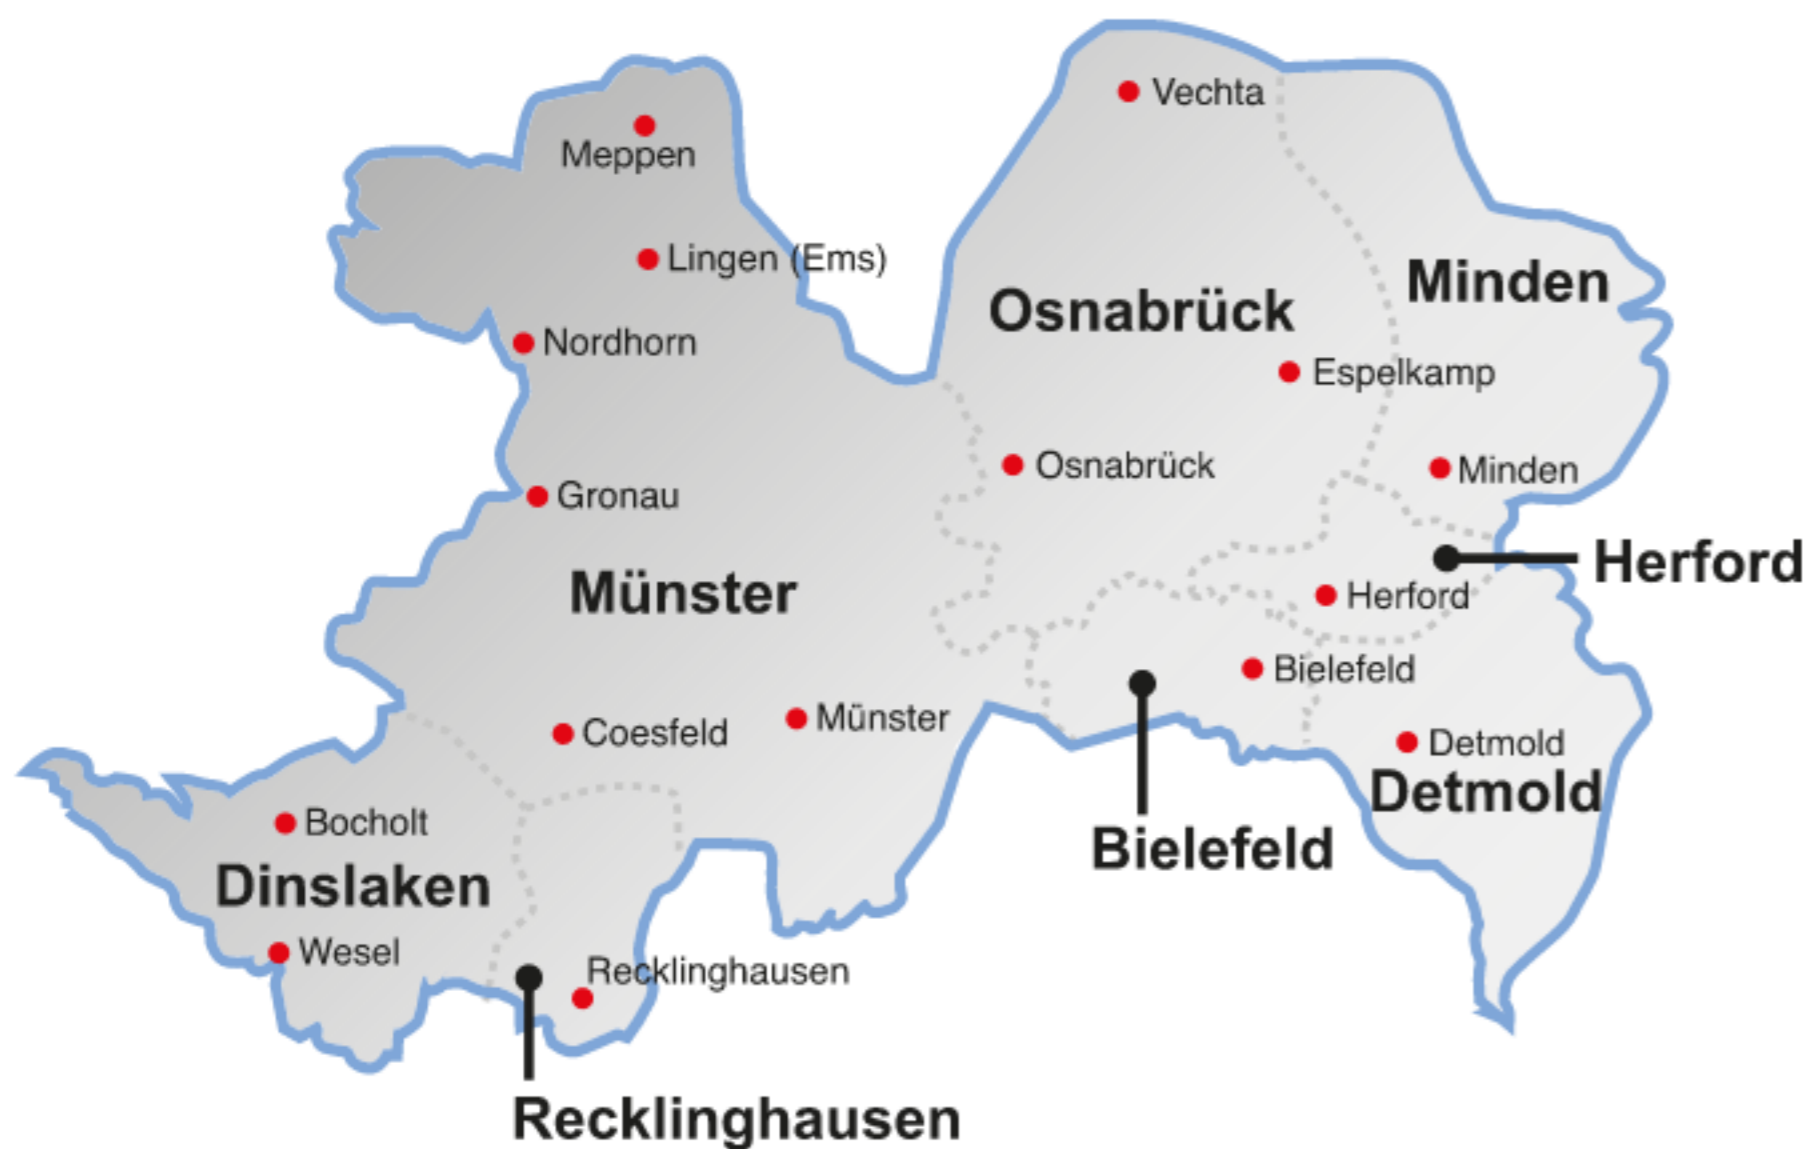 Vechta
Meppen
Lingen (Ems)
Minden
Osnabrück
Nordhorn
Espelkamp
Osnabrück
Minden
Gronau
Herford
Münster
Herford
Bielefeld
Münster
Coesfeld
Detmold
Detmold
Bocholt
Bielefeld
Dinslaken
Wesel
Recklinghausen
Recklinghausen